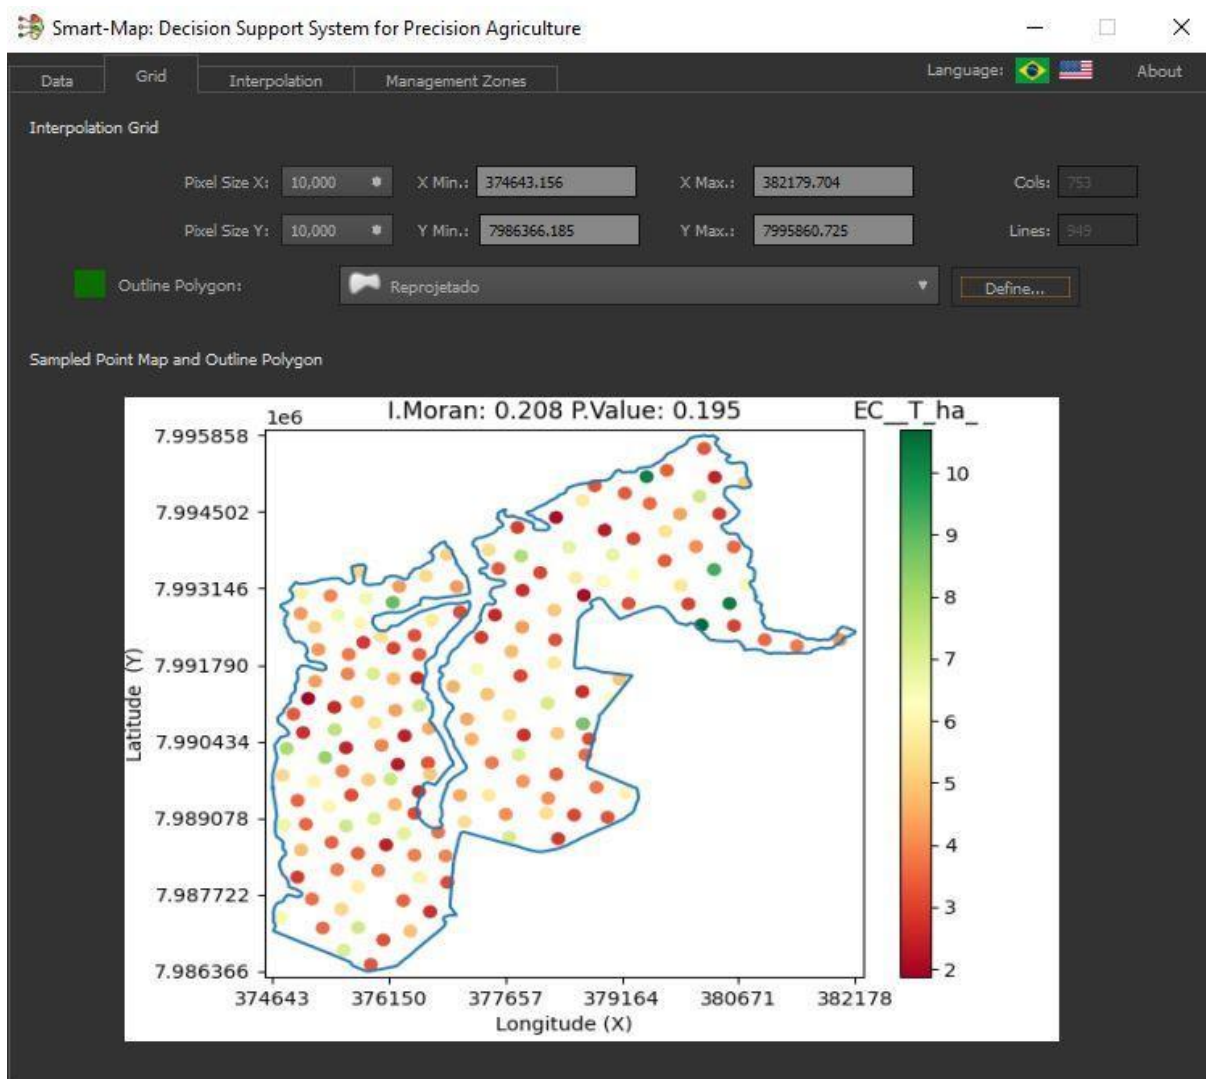 Smart-Map: Decision Support System for Precision Agriculture
Data Grid Interpolation Management Zones Language: About
Interpolation Grid
Pixel Size X: 10,000 X Min.: 374643.156 X Max.: 382179.704 Cols: 753
Pixel Size Y: 10,000 Y Min.: 7986366.185 Y Max.: 7995860.725 Lines: 949
Outline Polygon: Reprojetado Define...
Sampled Point Map and Outline Polygon
I.Moran: 0.208 P.Value: 0.195 EC__T_ha_
1e6
7.995858
7.994502
7.993146
7.991790
7.990434
7.989078
7.987722
7.986366
Latitude (Y)
10
9
8
7
6
5
4
3
2
374643 376150 377657 379164 380671 382178
Longitude (X)